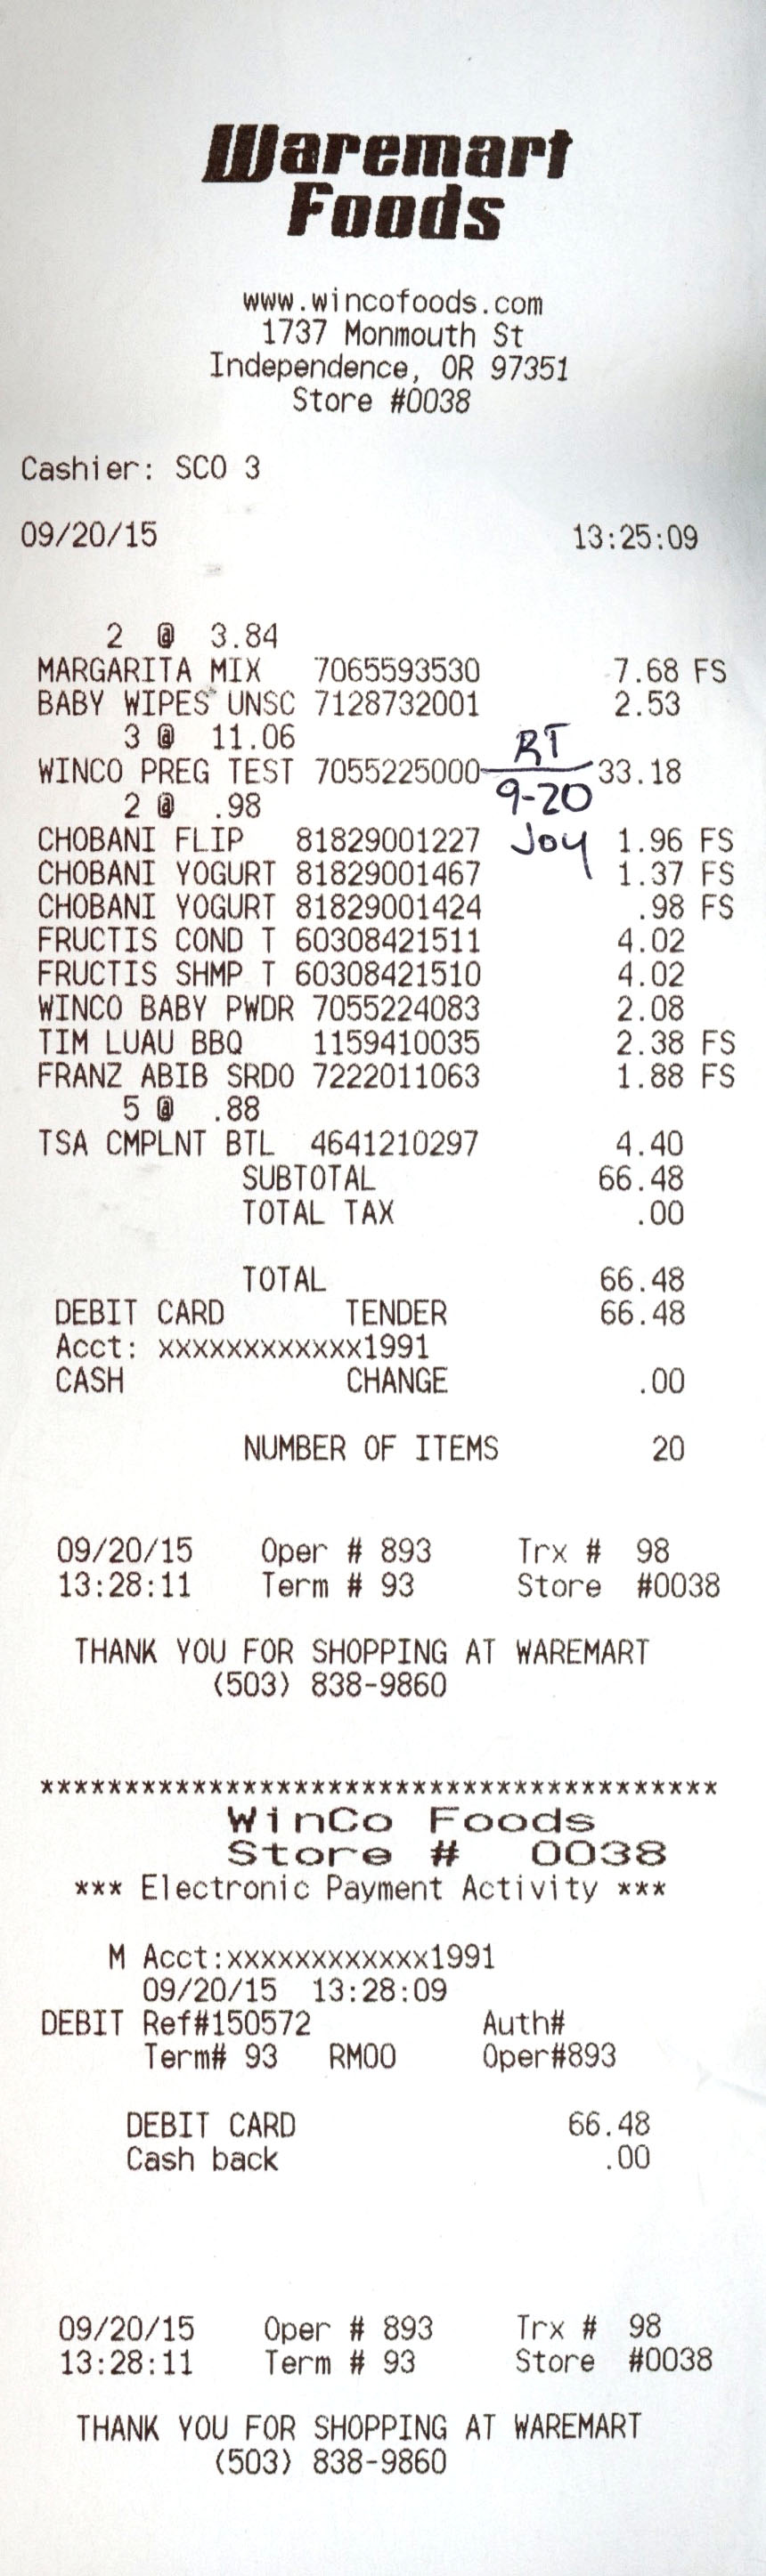 Waremart
Foods
www.wincofoods.com
1737 Monmouth St
Independence, OR 97351
Store #0038
Cashier: SCO 3
09/20/15 13:25:09
2 @ 3.84
MARGARITA MIX 7065593530 7.68 FS
BABY WIPES UNSC 7128732001 2.53
3 @ 11.06
RT
WINCO PREG TEST 7055225000 33.18
9-20
2 @ .98
CHOBANI FLIP 81829001227 Joy 1.96 FS
CHOBANI YOGURT 81829001467 1.37 FS
CHOBANI YOGURT 81829001424 .98 FS
FRUCTIS COND T 60308421511 4.02
FRUCTIS SHMP T 60308421510 4.02
WINCO BABY PWDR 7055224083 2.08
TIM LUAU BBQ 1159410035 2.38 FS
FRANZ ABIB SRDO 7222011063 1.88 FS
5 @ .88
TSA CMPLNT BTL 4641210297 4.40
SUBTOTAL 66.48
TOTAL TAX .00
TOTAL 66.48
DEBIT CARD TENDER 66.48
Acct: xxxxxxxxxxxx1991
CASH CHANGE .00
NUMBER OF ITEMS 20
09/20/15 Oper # 893 Trx # 98
13:28:11 Term # 93 Store #0038
THANK YOU FOR SHOPPING AT WAREMART
(503) 838-9860
****************************************
WinCo Foods
Store # 0038
*** Electronic Payment Activity ***
M Acct:xxxxxxxxxxxx1991
09/20/15 13:28:09
DEBIT Ref#150572 Auth#
Term# 93 RM00 Oper#893
DEBIT CARD 66.48
Cash back .00
09/20/15 Oper # 893 Trx # 98
13:28:11 Term # 93 Store #0038
THANK YOU FOR SHOPPING AT WAREMART
(503) 838-9860